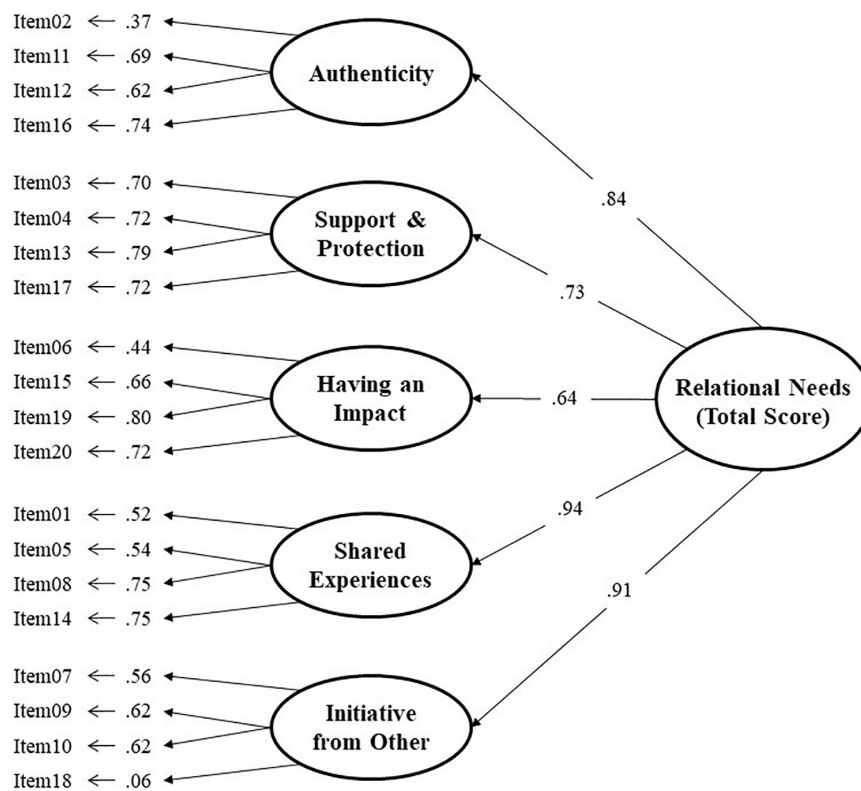 Item02 ← .37
Item11 ← .69
Item12 ← .62
Item16 ← .74
Authenticity
.84
Item03 ← .70
Item04 ← .72
Item13 ← .79
Item17 ← .72
Support &
Protection
.73
Item06 ← .44
Item15 ← .66
Item19 ← .80
Item20 ← .72
Having an
Impact
.64
Relational Needs
(Total Score)
Item01 ← .52
Item05 ← .54
Item08 ← .75
Item14 ← .75
Shared
Experiences
.94
Item07 ← .56
Item09 ← .62
Item10 ← .62
Item18 ← .06
Initiative
from Other
.91